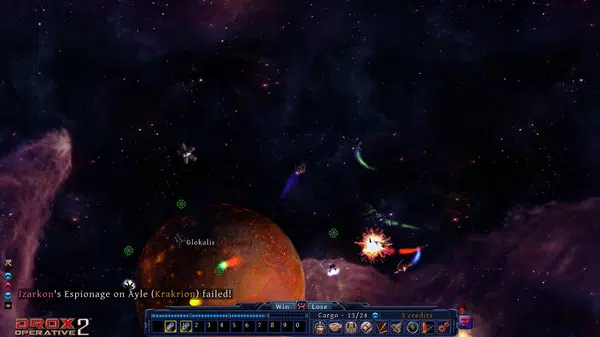 Glokalis
Izarkon's Espionage on Ayle (Krakrion) failed!
Win Lose
Cargo - 13/24
3 credits
2 3 4 5 6 7 8 9 0
DROX
OPERATIVE 2